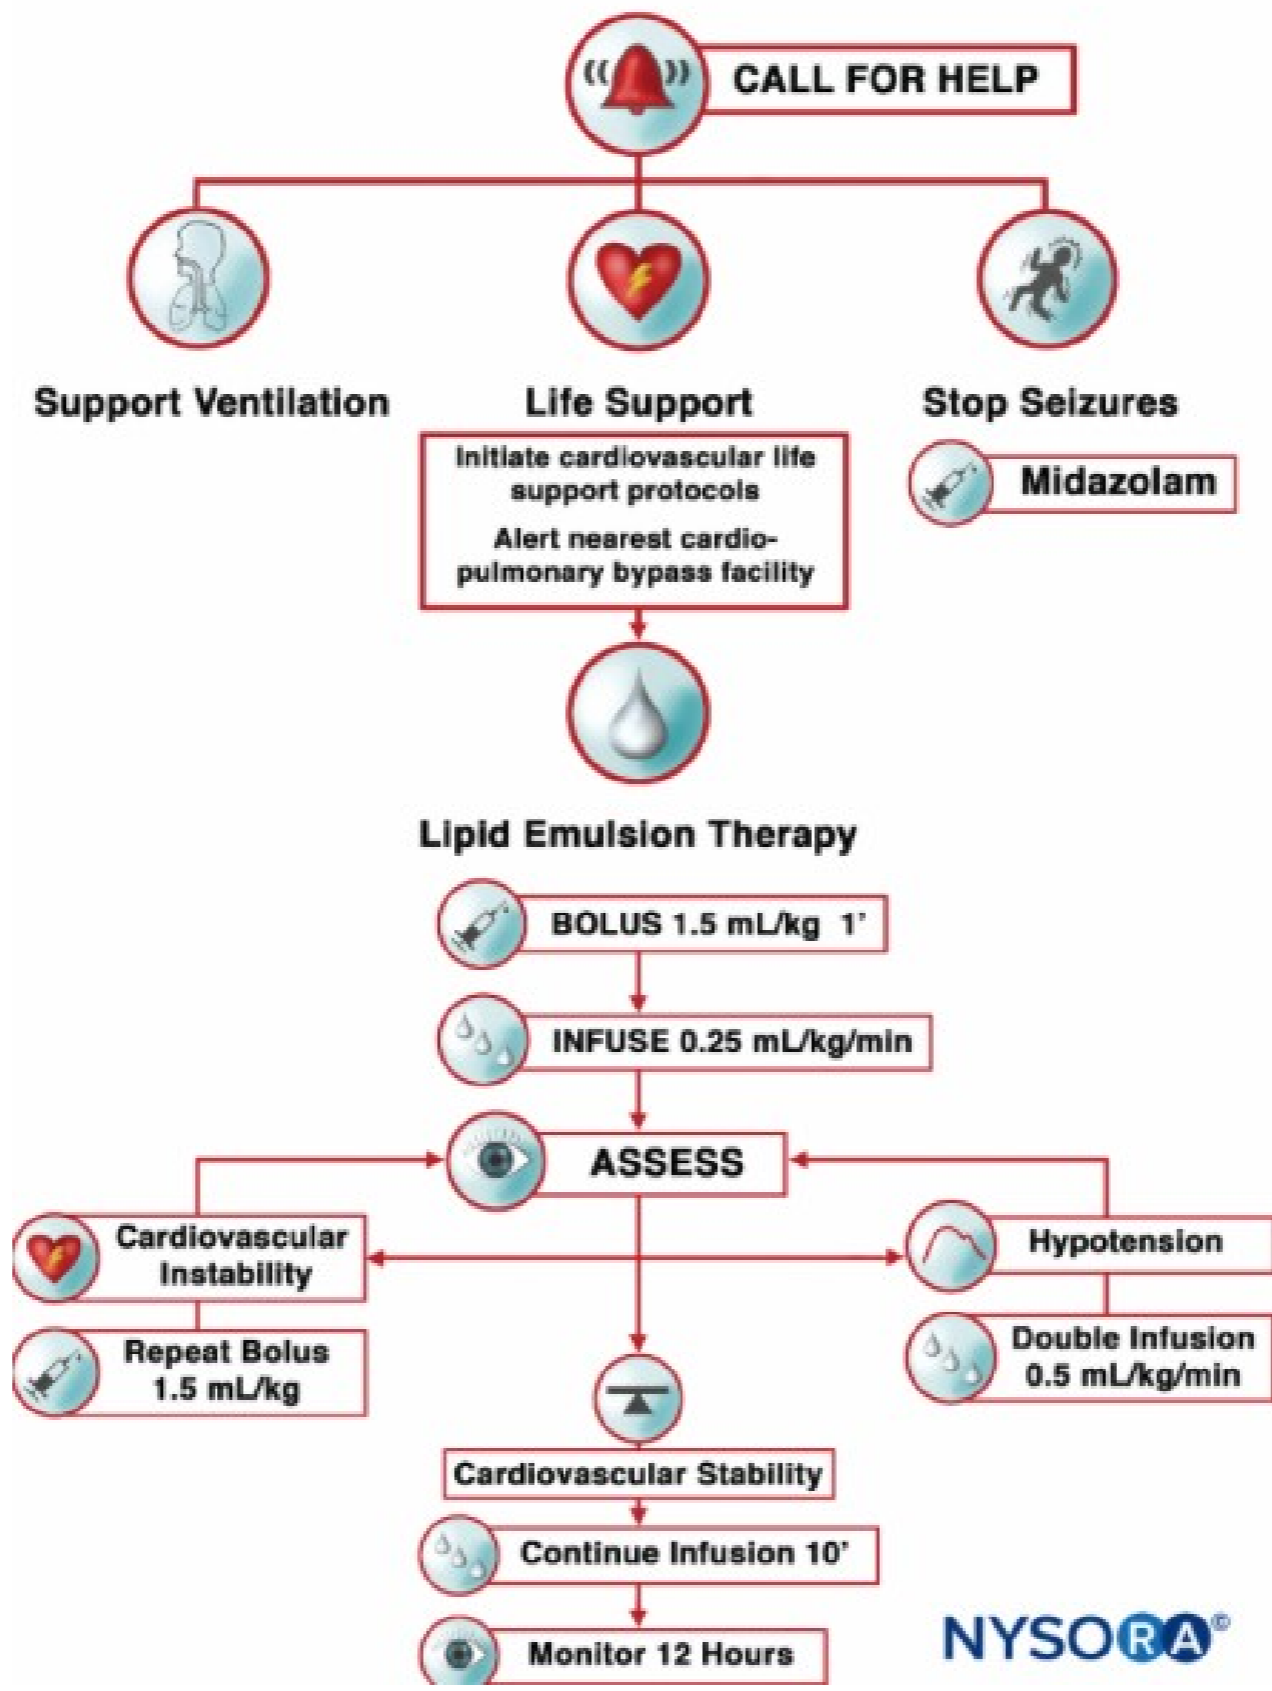 CALL FOR HELP
Support Ventilation
Life Support
Stop Seizures
Initiate cardiovascular life
support protocols
Alert nearest cardio-
pulmonary bypass facility
Midazolam
Lipid Emulsion Therapy
BOLUS 1.5 mL/kg 1'
INFUSE 0.25 mL/kg/min
ASSESS
Cardiovascular
Instability
Hypotension
Repeat Bolus
1.5 mL/kg
Double Infusion
0.5 mL/kg/min
Cardiovascular Stability
Continue Infusion 10'
Monitor 12 Hours
NYSORA©